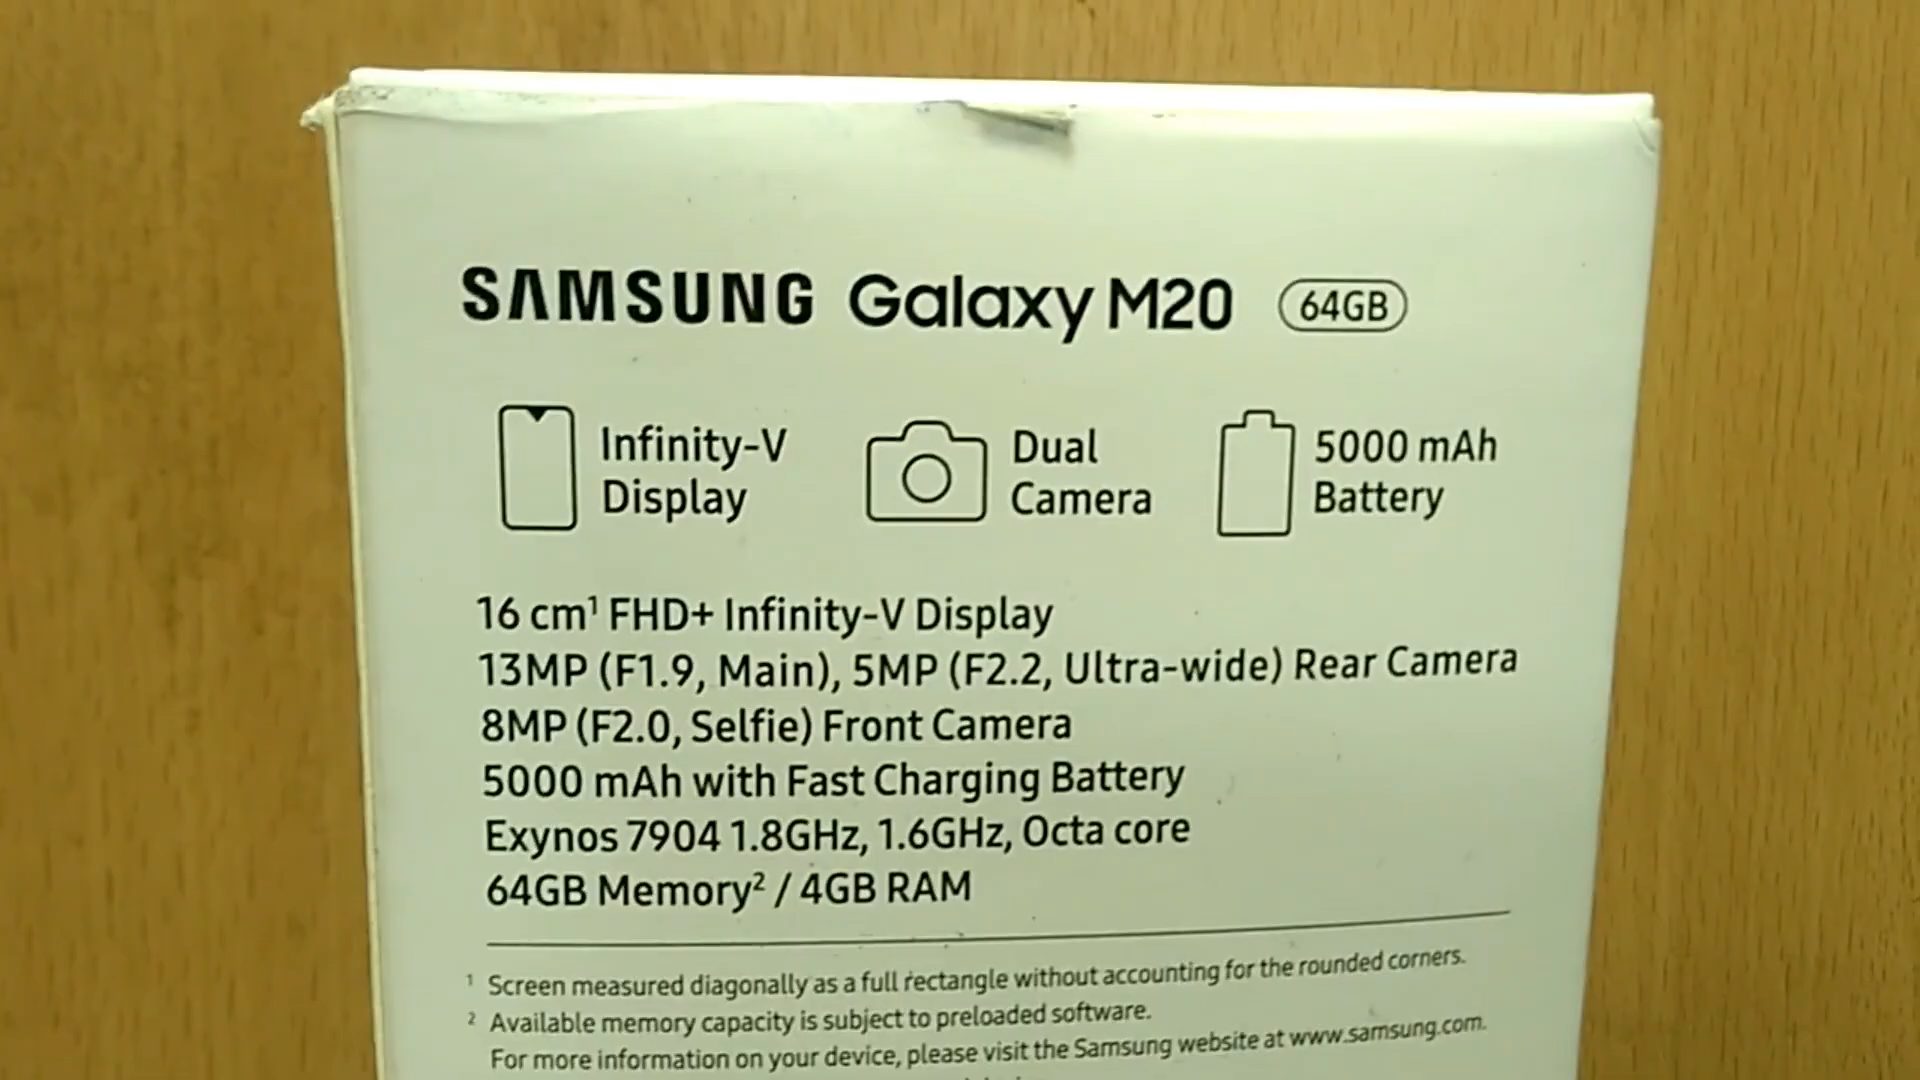 SAMSUNG Galaxy M20 64GB
Infinity-V
Display
Dual
Camera
5000 mAh
Battery
16 cm¹ FHD+ Infinity-V Display
13MP (F1.9, Main), 5MP (F2.2, Ultra-wide) Rear Camera
8MP (F2.0, Selfie) Front Camera
5000 mAh with Fast Charging Battery
Exynos 7904 1.8GHz, 1.6GHz, Octa core
64GB Memory² / 4GB RAM
¹ Screen measured diagonally as a full rectangle without accounting for the rounded corners.
² Available memory capacity is subject to preloaded software.
For more information on your device, please visit the Samsung website at www.samsung.com.